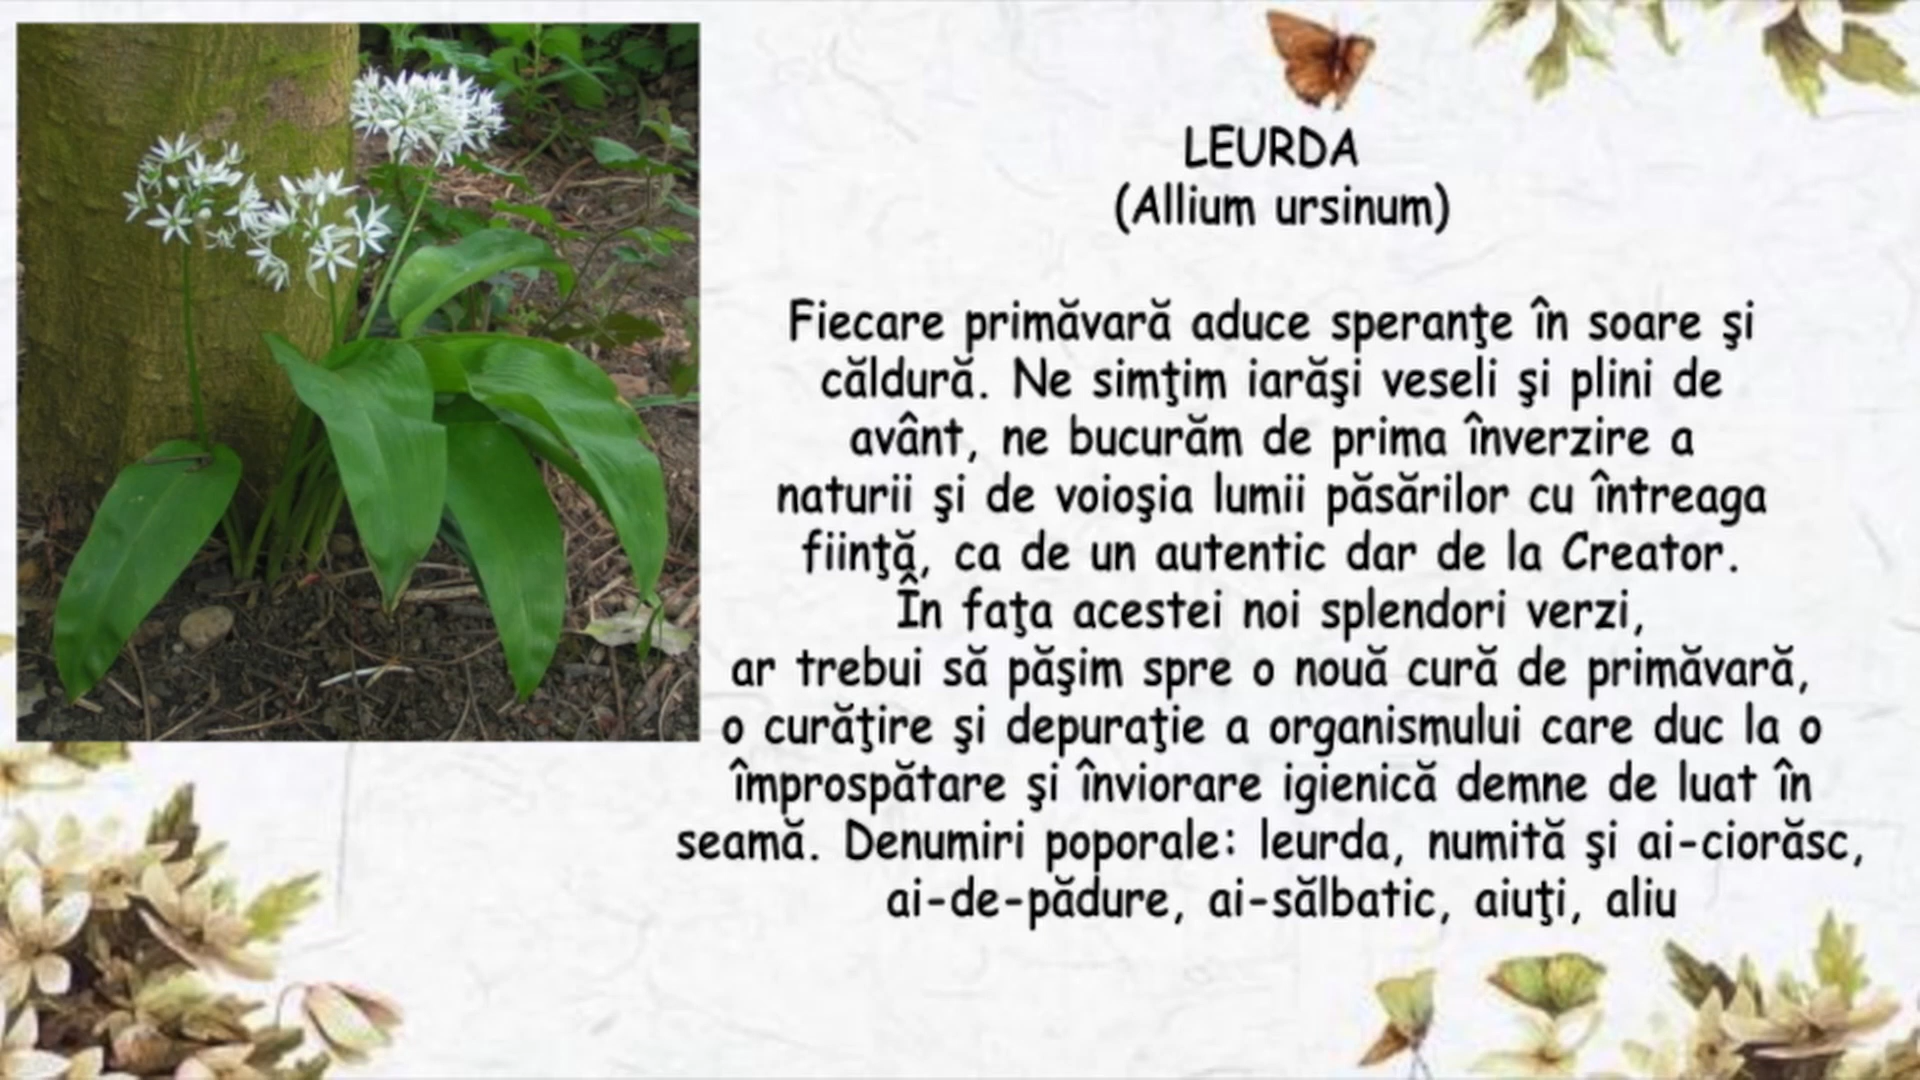 LEURDA
(Allium ursinum)
Fiecare primăvară aduce speranţe în soare şi
căldură. Ne simţim iarăşi veseli şi plini de
avânt, ne bucurăm de prima înverzire a
naturii şi de voioşia lumii păsărilor cu întreaga
fiinţă, ca de un autentic dar de la Creator.
În faţa acestei noi splendori verzi,
ar trebui să păşim spre o nouă cură de primăvară,
o curăţire şi depuraţie a organismului care duc la o
împrospătare şi înviorare igienică demne de luat în
seamă. Denumiri poporale: leurda, numită şi ai-ciorăsc,
ai-de-pădure, ai-sălbatic, aiuţi, aliu